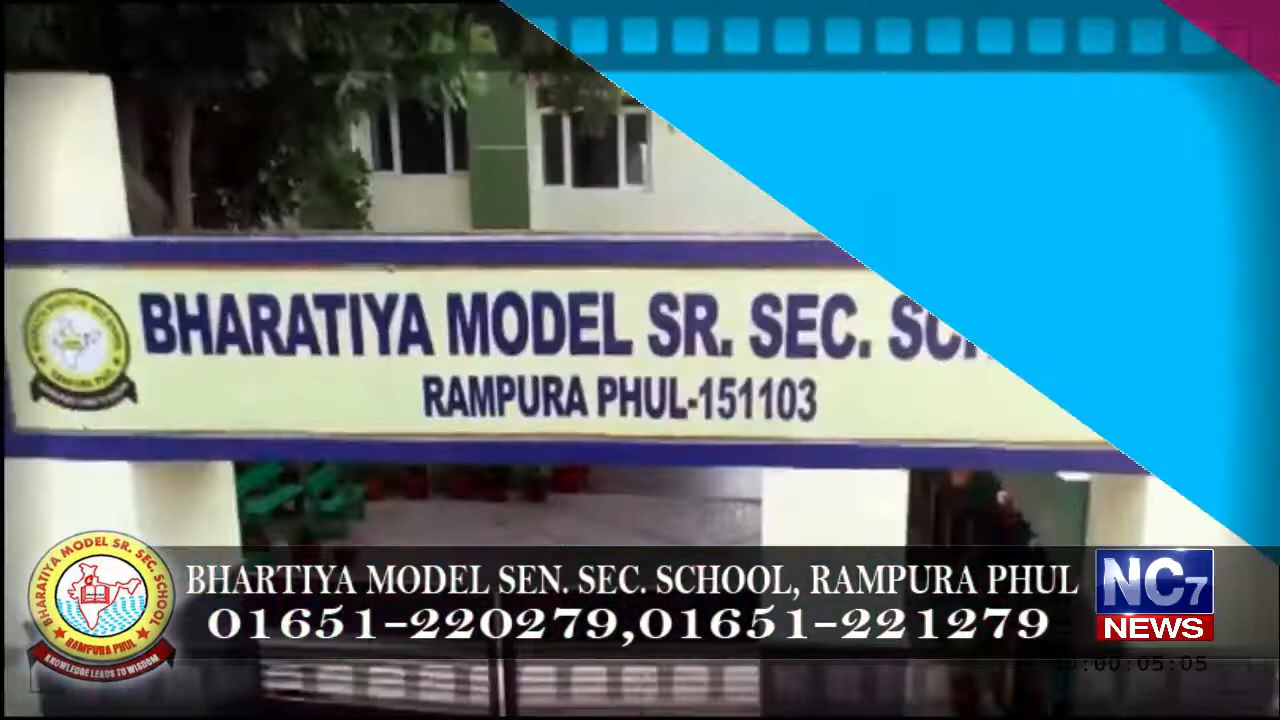 BHARATIYA MODEL SR. SEC. SCH
RAMPURA PHUL-151103
BHARATIYA MODEL SR. SEC. SCHOOL
RAMPURA PHUL
KNOWLEDGE LEADS TO WISDOM
BHARTIYA MODEL SEN. SEC. SCHOOL, RAMPURA PHUL
01651-220279,01651-221279
NC7
NEWS
:00:05:05